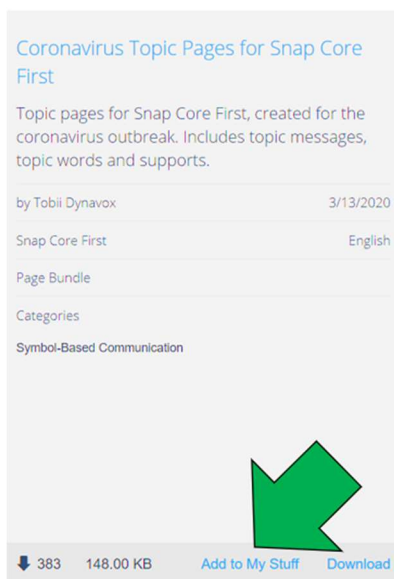 Coronavirus Topic Pages for Snap Core
First
Topic pages for Snap Core First, created for the
coronavirus outbreak. Includes topic messages,
topic words and supports.
by Tobii Dynavox 3/13/2020
Snap Core First English
Page Bundle
Categories
Symbol-Based Communication
383 148.00 KB Add to My Stuff Download